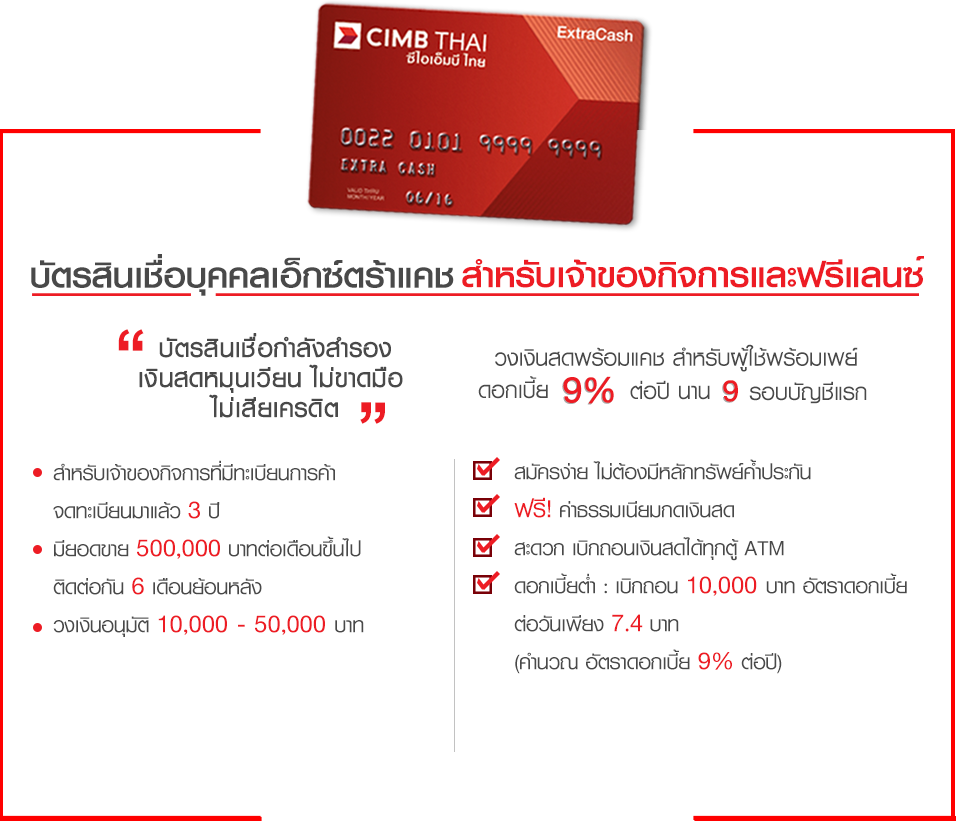 CIMB THAI
ซีไอเอ็มบี ไทย
ExtraCash
0022 0101 9999 9999
EXTRA CASH
VALID THRU
MONTH/YEAR
06/16
บัตรสินเชื่อบุคคลเอ็กซ์ตร้าแคช สำหรับเจ้าของกิจการและฟรีแลนซ์
“ บัตรสินเชื่อกำลังสำรอง
เงินสดหมุนเวียน ไม่ขาดมือ
ไม่เสียเครดิต ”
วงเงินสดพร้อมแคช สำหรับผู้ใช้พร้อมเพย์
ดอกเบี้ย 9% ต่อปี นาน 9 รอบบัญชีแรก
• สำหรับเจ้าของกิจการที่มีทะเบียนการค้า
จดทะเบียนมาแล้ว 3 ปี
• มียอดขาย 500,000 บาทต่อเดือนขึ้นไป
ติดต่อกัน 6 เดือนย้อนหลัง
• วงเงินอนุมัติ 10,000 - 50,000 บาท
สมัครง่าย ไม่ต้องมีหลักทรัพย์ค้ำประกัน
ฟรี! ค่าธรรมเนียมกดเงินสด
สะดวก เบิกถอนเงินสดได้ทุกตู้ ATM
ดอกเบี้ยต่ำ : เบิกถอน 10,000 บาท อัตราดอกเบี้ย
ต่อวันเพียง 7.4 บาท
(คำนวณ อัตราดอกเบี้ย 9% ต่อปี)